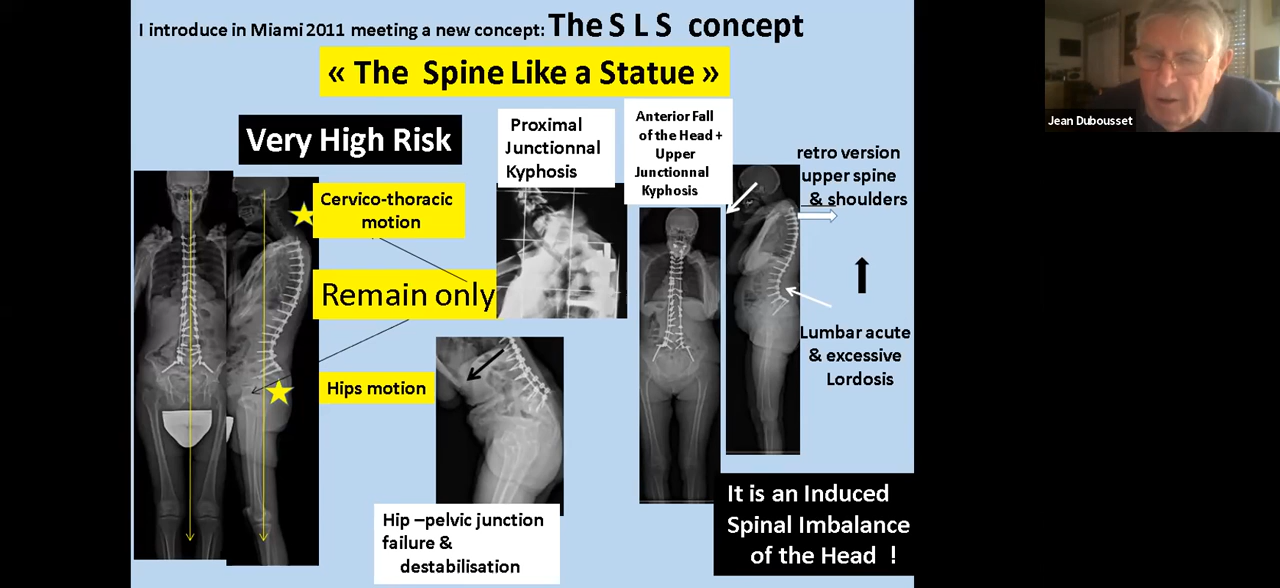 I introduce in Miami 2011 meeting a new concept: The S L S concept
« The Spine Like a Statue »
Very High Risk
Proximal
Junctionnal
Kyphosis
Anterior Fall
of the Head +
Upper
Junctionnal
Kyphosis
Jean Dubousset
retro version
upper spine
& shoulders
Cervico-thoracic
motion
Remain only
Lumbar acute
& excessive
Lordosis
Hips motion
Hip –pelvic junction
failure &
destabilisation
It is an Induced
Spinal Imbalance
of the Head !